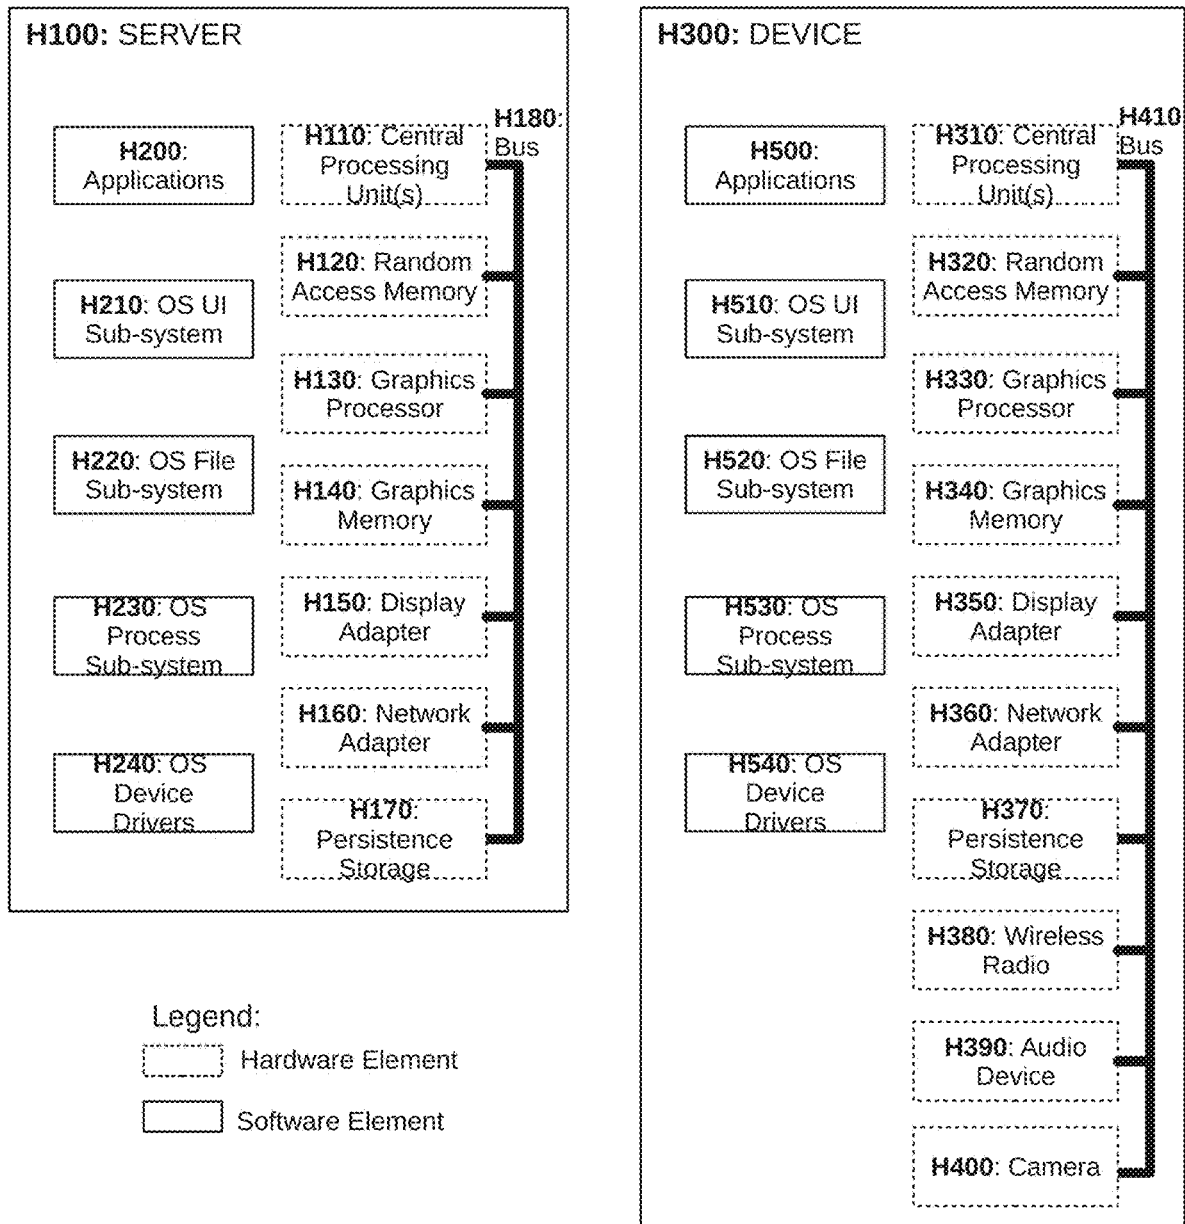 H100: SERVER
H200:
Applications
H210: OS UI
Sub-system
H220: OS File
Sub-system
H230: OS
Process
Sub-system
H240: OS
Device
Drivers
H180:
Bus
H110: Central
Processing
Unit(s)
H120: Random
Access Memory
H130: Graphics
Processor
H140: Graphics
Memory
H150: Display
Adapter
H160: Network
Adapter
H170:
Persistence
Storage
Legend:
Hardware Element
Software Element
H300: DEVICE
H500:
Applications
H510: OS UI
Sub-system
H520: OS File
Sub-system
H530: OS
Process
Sub-system
H540: OS
Device
Drivers
H410
Bus
H310: Central
Processing
Unit(s)
H320: Random
Access Memory
H330: Graphics
Processor
H340: Graphics
Memory
H350: Display
Adapter
H360: Network
Adapter
H370:
Persistence
Storage
H380: Wireless
Radio
H390: Audio
Device
H400: Camera